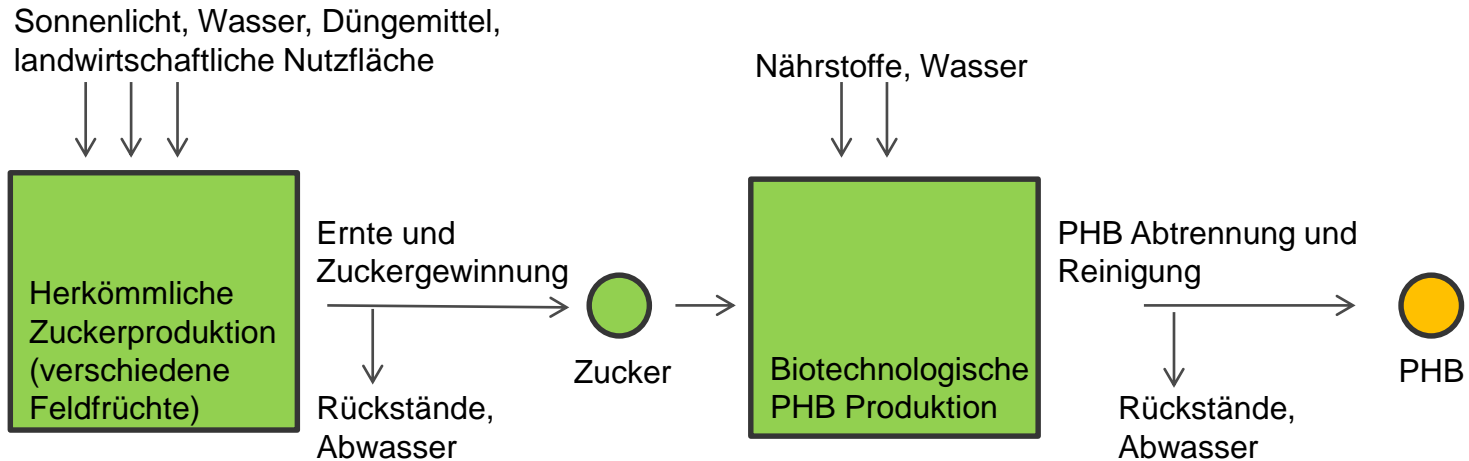 Sonnenlicht, Wasser, Düngemittel,
landwirtschaftliche Nutzfläche
Nährstoffe, Wasser
Herkömmliche
Zuckerproduktion
(verschiedene
Feldfrüchte)
Ernte und
Zuckergewinnung
Rückstände,
Abwasser
Zucker
Biotechnologische
PHB Produktion
PHB Abtrennung und
Reinigung
Rückstände,
Abwasser
PHB